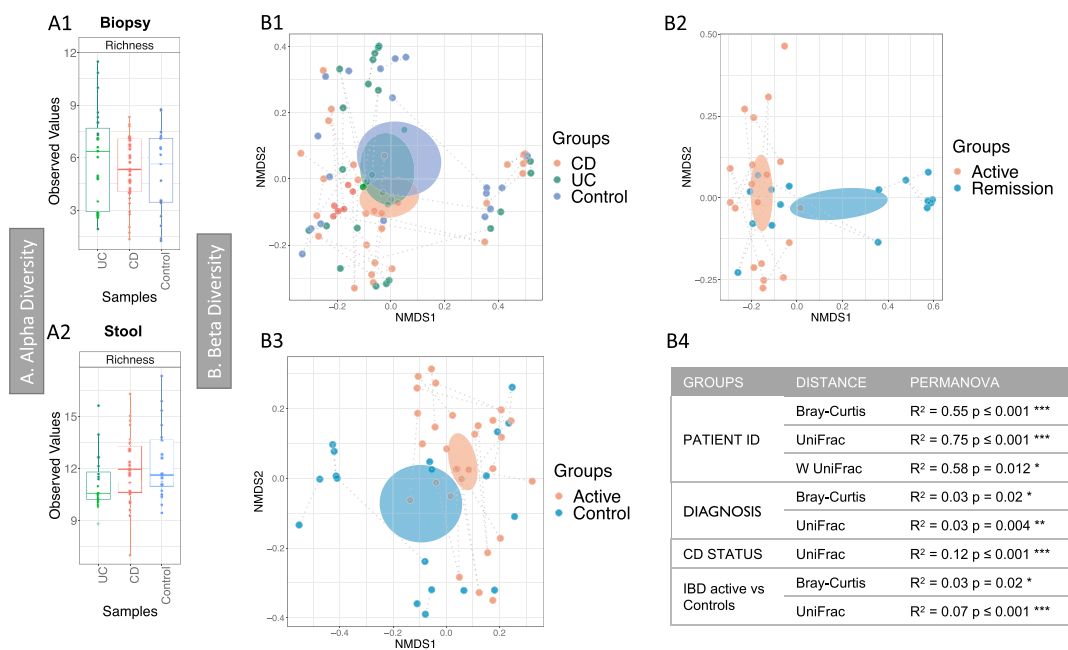 A. Alpha Diversity
A1
Biopsy
Richness
Observed Values
12
9
6
3
UC
CD
Control
Samples
A2
Stool
Richness
Observed Values
15
12
9
UC
CD
Control
Samples
B. Beta Diversity
B1
NMDS2
0.4
0.2
0.0
−0.2
−0.2
0.0
0.2
0.4
NMDS1
Groups
CD
UC
Control
B2
NMDS2
0.50
0.25
0.00
−0.25
−0.2
0.0
0.2
0.4
0.6
NMDS1
Groups
Active
Remission
B3
NMDS2
0.4
0.2
0.0
−0.2
−0.4
−0.4
−0.2
0.0
0.2
NMDS1
Groups
Active
Control
B4
GROUPS DISTANCE PERMANOVA
PATIENT ID
Bray-Curtis R² = 0.55 p ≤ 0.001 ***
UniFrac R² = 0.75 p ≤ 0.001 ***
W UniFrac R² = 0.58 p = 0.012 *
DIAGNOSIS
Bray-Curtis R² = 0.03 p = 0.02 *
UniFrac R² = 0.03 p = 0.004 **
CD STATUS UniFrac R² = 0.12 p ≤ 0.001 ***
IBD active vs
Controls
Bray-Curtis R² = 0.03 p = 0.02 *
UniFrac R² = 0.07 p ≤ 0.001 ***